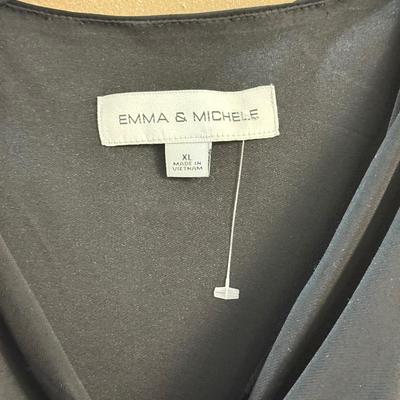 EMMA & MICHELE
XL
MADE IN
VIETNAM